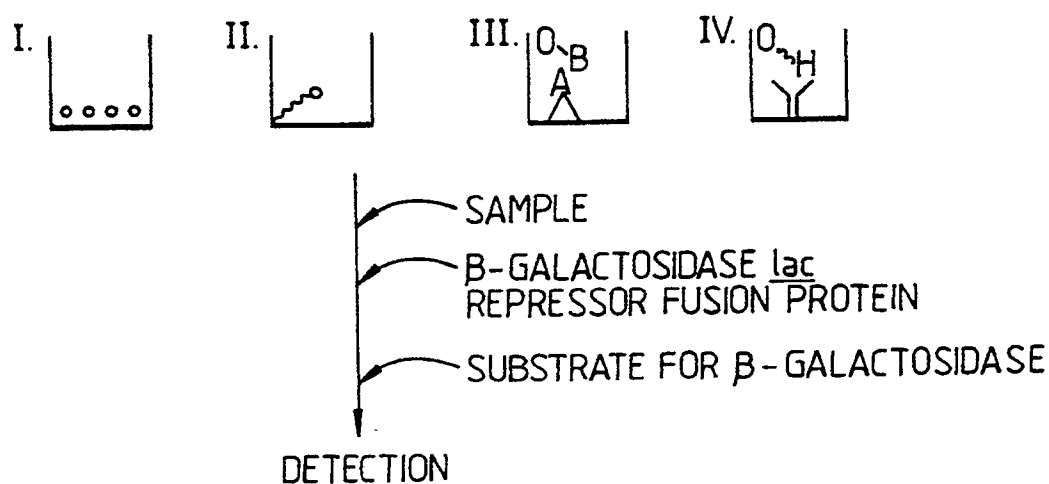 I. II. III. IV.
O B
A
O H
SAMPLE
β-GALACTOSIDASE lac
REPRESSOR FUSION PROTEIN
SUBSTRATE FOR β-GALACTOSIDASE
DETECTION